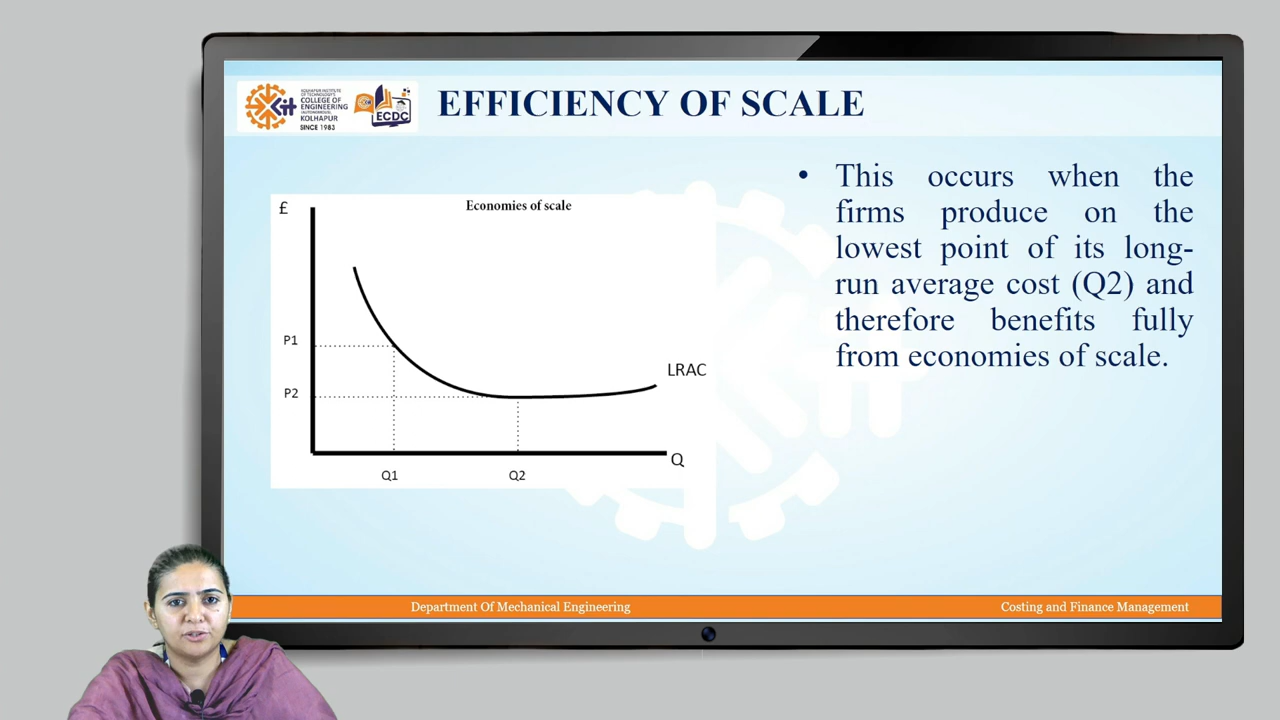 KOLHAPUR INSTITUTE
OF TECHNOLOGY'S
COLLEGE OF
ENGINEERING
(AUTONOMOUS),
KOLHAPUR
SINCE 1983
ECDC
EFFICIENCY OF SCALE
£
Economies of scale
P1
P2
LRAC
Q
Q1
Q2
• This occurs when the
firms produce on the
lowest point of its long-
run average cost (Q2) and
therefore benefits fully
from economies of scale.
Department Of Mechanical Engineering
Costing and Finance Management